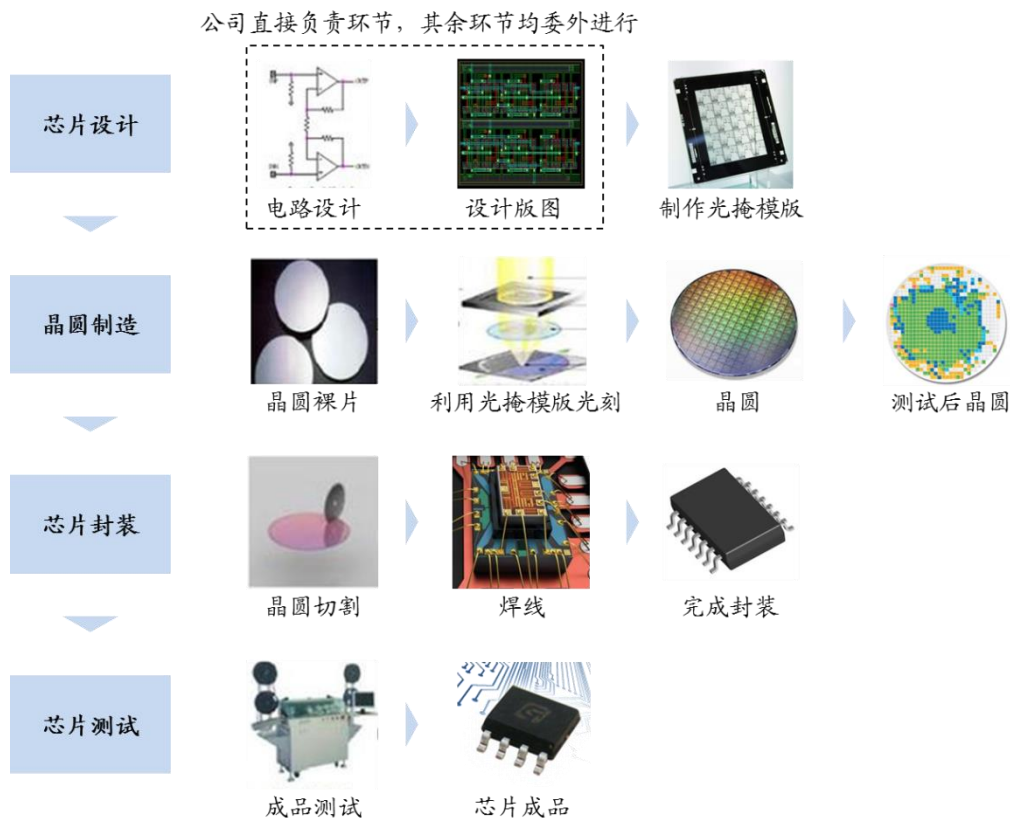 公司直接负责环节，其余环节均委外进行
芯片设计
电路设计
设计版图
制作光掩模版
晶圆制造
晶圆裸片
利用光掩模版光刻
晶圆
测试后晶圆
芯片封装
晶圆切割
焊线
完成封装
芯片测试
成品测试
芯片成品